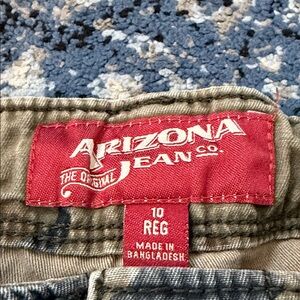 ARIZONA
THE ORIGINAL JEAN CO.
10
REG
MADE IN
BANGLADESH